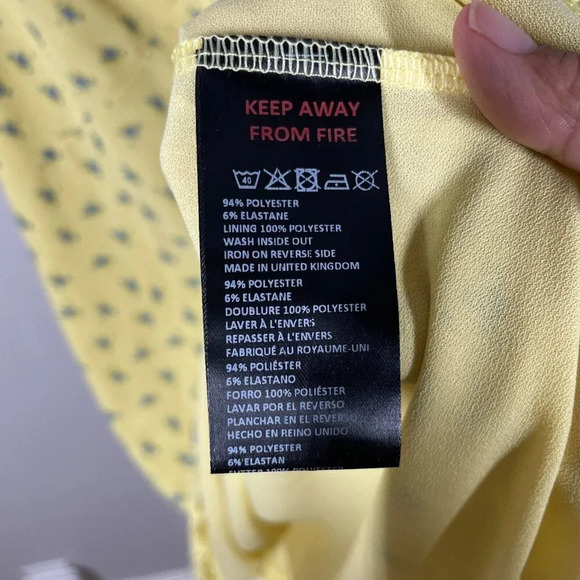 KEEP AWAY
FROM FIRE
40
94% POLYESTER
6% ELASTANE
LINING 100% POLYESTER
WASH INSIDE OUT
IRON ON REVERSE SIDE
MADE IN UNITED KINGDOM
94% POLYESTER
6% ELASTANE
DOUBLURE 100% POLYESTER
LAVER À L'ENVERS
REPASSER À L'ENVERS
FABRIQUÉ AU ROYAUME-UNI
94% POLIÉSTER
6% ELASTANO
FORRO 100% POLIÉSTER
LAVAR POR EL REVERSO
PLANCHAR EN EL REVERSO
HECHO EN REINO UNIDO
94% POLYESTER
6% ELASTAN
FUTTER 100% POLYESTER